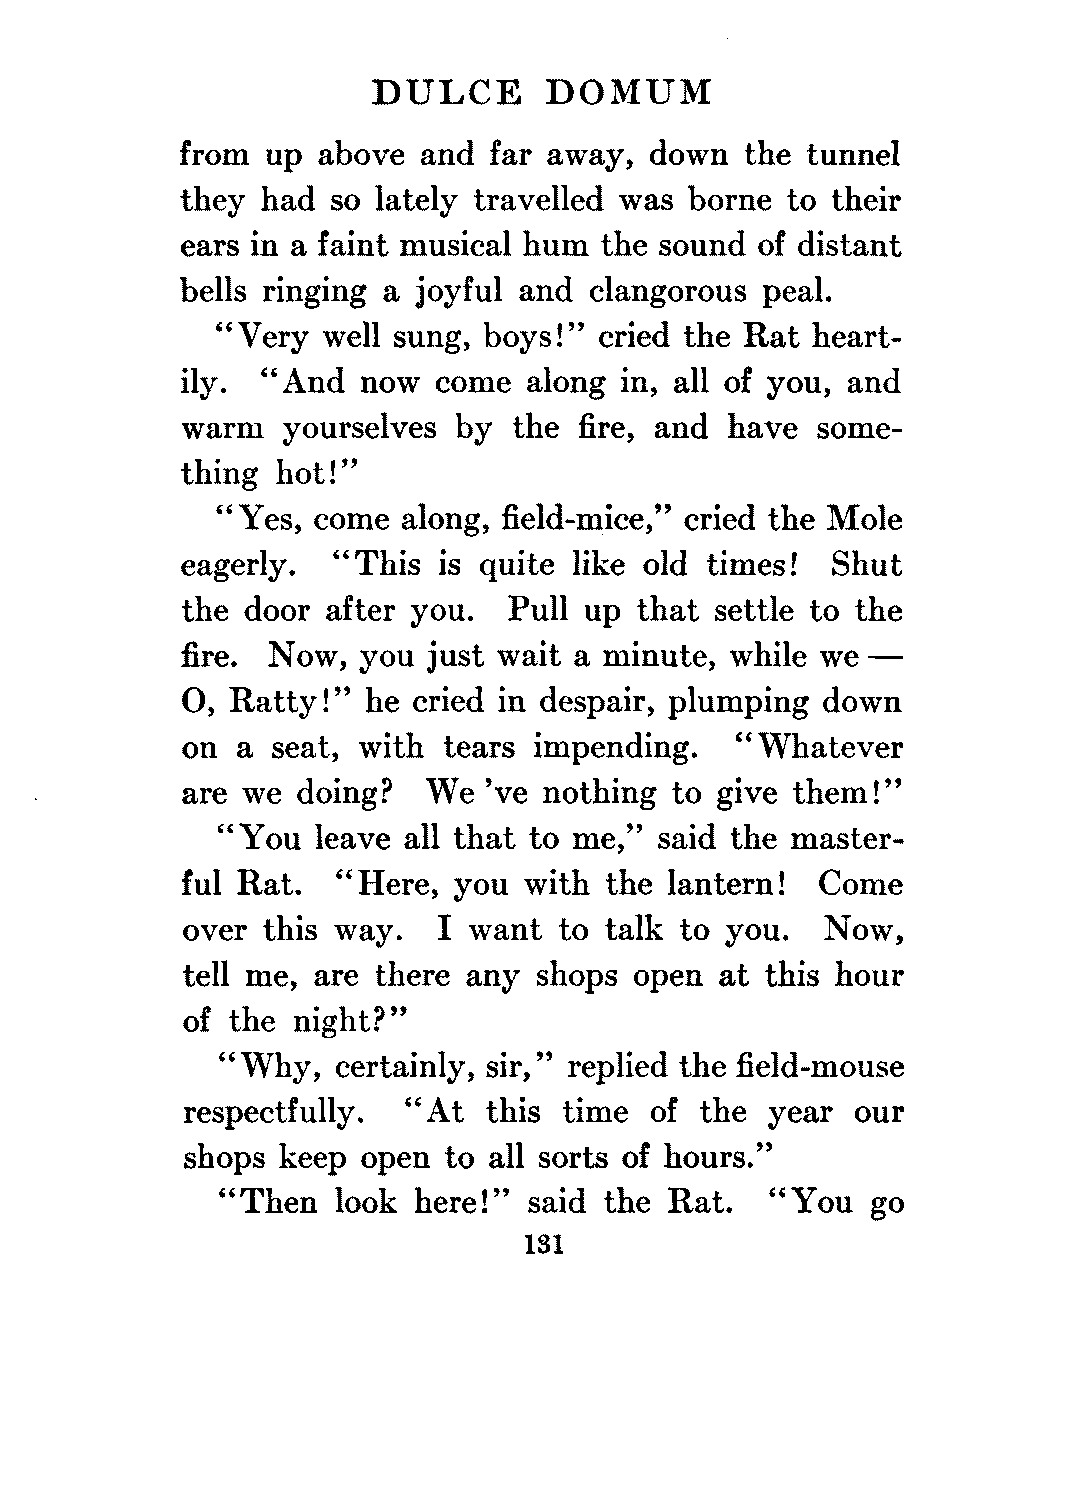 DULCE DOMUM
from up above and far away, down the tunnel
they had so lately travelled was borne to their
ears in a faint musical hum the sound of distant
bells ringing a joyful and clangorous peal.
“Very well sung, boys!” cried the Rat heart-
ily. “And now come along in, all of you, and
warm yourselves by the fire, and have some-
thing hot!”
“Yes, come along, field-mice,” cried the Mole
eagerly. “This is quite like old times! Shut
the door after you. Pull up that settle to the
fire. Now, you just wait a minute, while we —
O, Ratty!” he cried in despair, plumping down
on a seat, with tears impending. “Whatever
are we doing? We 've nothing to give them!”
“You leave all that to me,” said the master-
ful Rat. “Here, you with the lantern! Come
over this way. I want to talk to you. Now,
tell me, are there any shops open at this hour
of the night?”
“Why, certainly, sir,” replied the field-mouse
respectfully. “At this time of the year our
shops keep open to all sorts of hours.”
“Then look here!” said the Rat. “You go
131